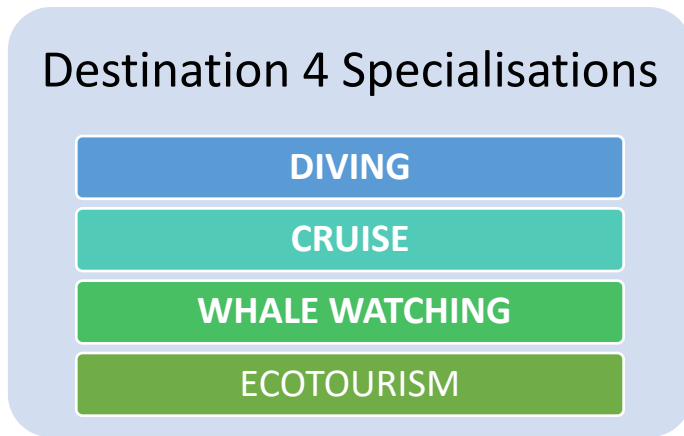 Destination 4 Specialisations
DIVING
CRUISE
WHALE WATCHING
ECOTOURISM